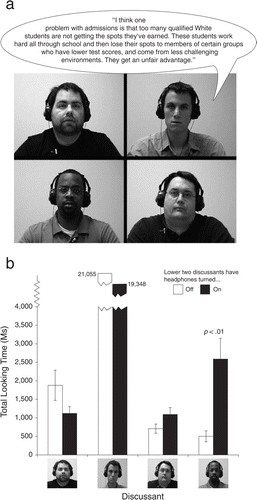 a
"I think one
problem with admissions is that too many qualified White
students are not getting the spots they've earned. These students work
hard all through school and then lose their spots to members of certain groups
who have lower test scores, and come from less challenging
environments. They get an unfair advantage."
b
21,055
19,348
Lower two discussants have
headphones turned...
Off On
p < .01
4,000
3,500
3,000
2,500
2,000
1,500
1,000
500
0
Total Looking Time (Ms)
Discussant